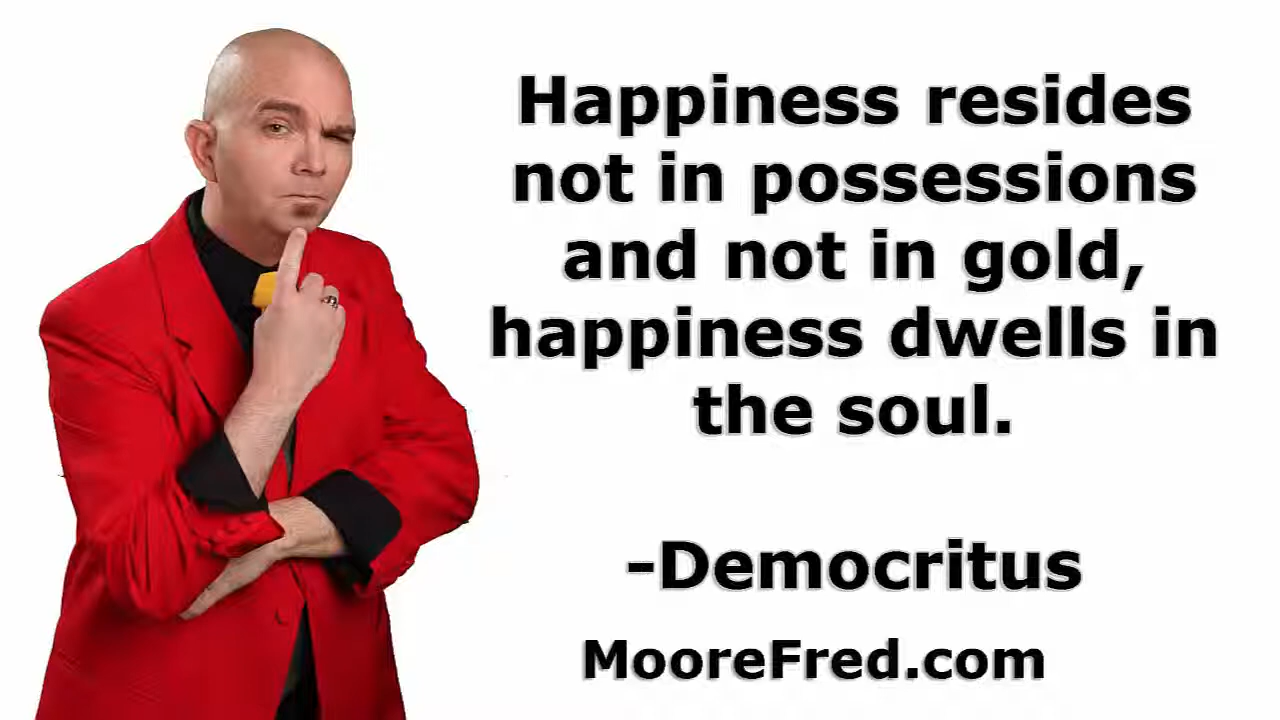 Happiness resides
not in possessions
and not in gold,
happiness dwells in
the soul.
-Democritus
MooreFred.com